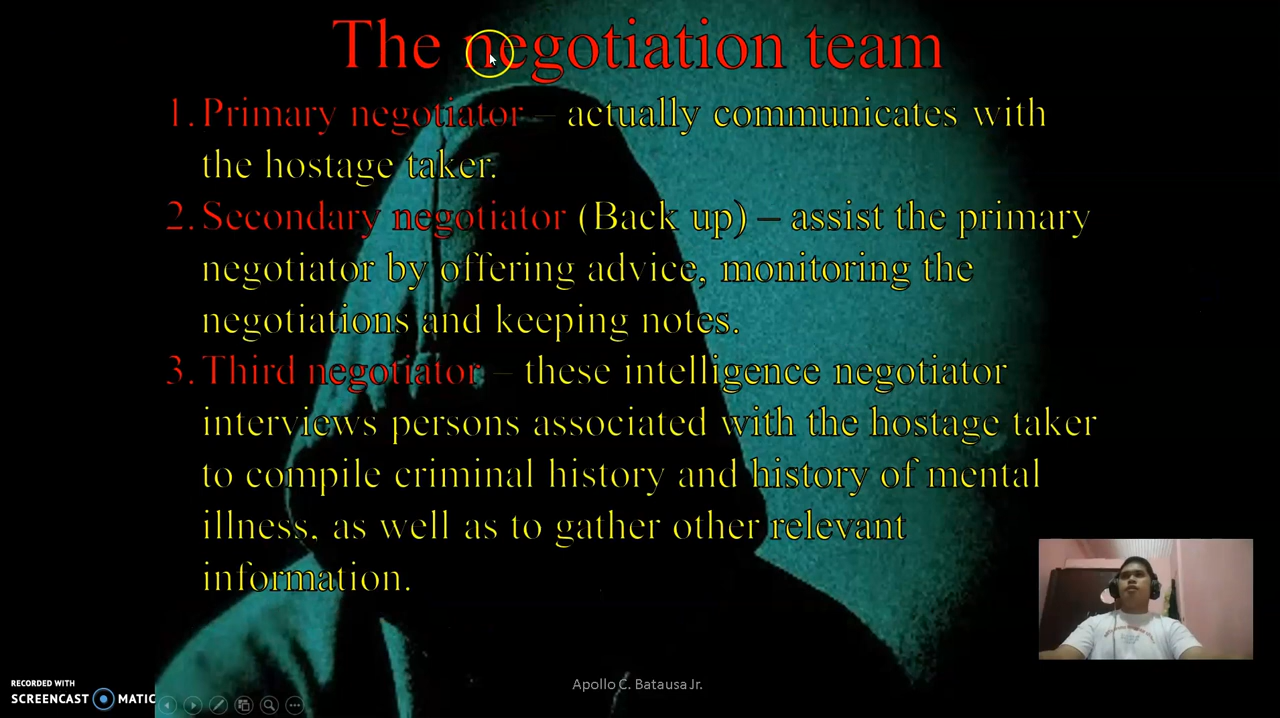 The negotiation team
1. Primary negotiator – actually communicates with
the hostage taker.
2. Secondary negotiator (Back up) – assist the primary
negotiator by offering advice, monitoring the
negotiations and keeping notes.
3. Third negotiator – these intelligence negotiator
interviews persons associated with the hostage taker
to compile criminal history and history of mental
illness, as well as to gather other relevant
information.
Apollo C. Batausa Jr.
RECORDED WITH
SCREENCAST MATIC